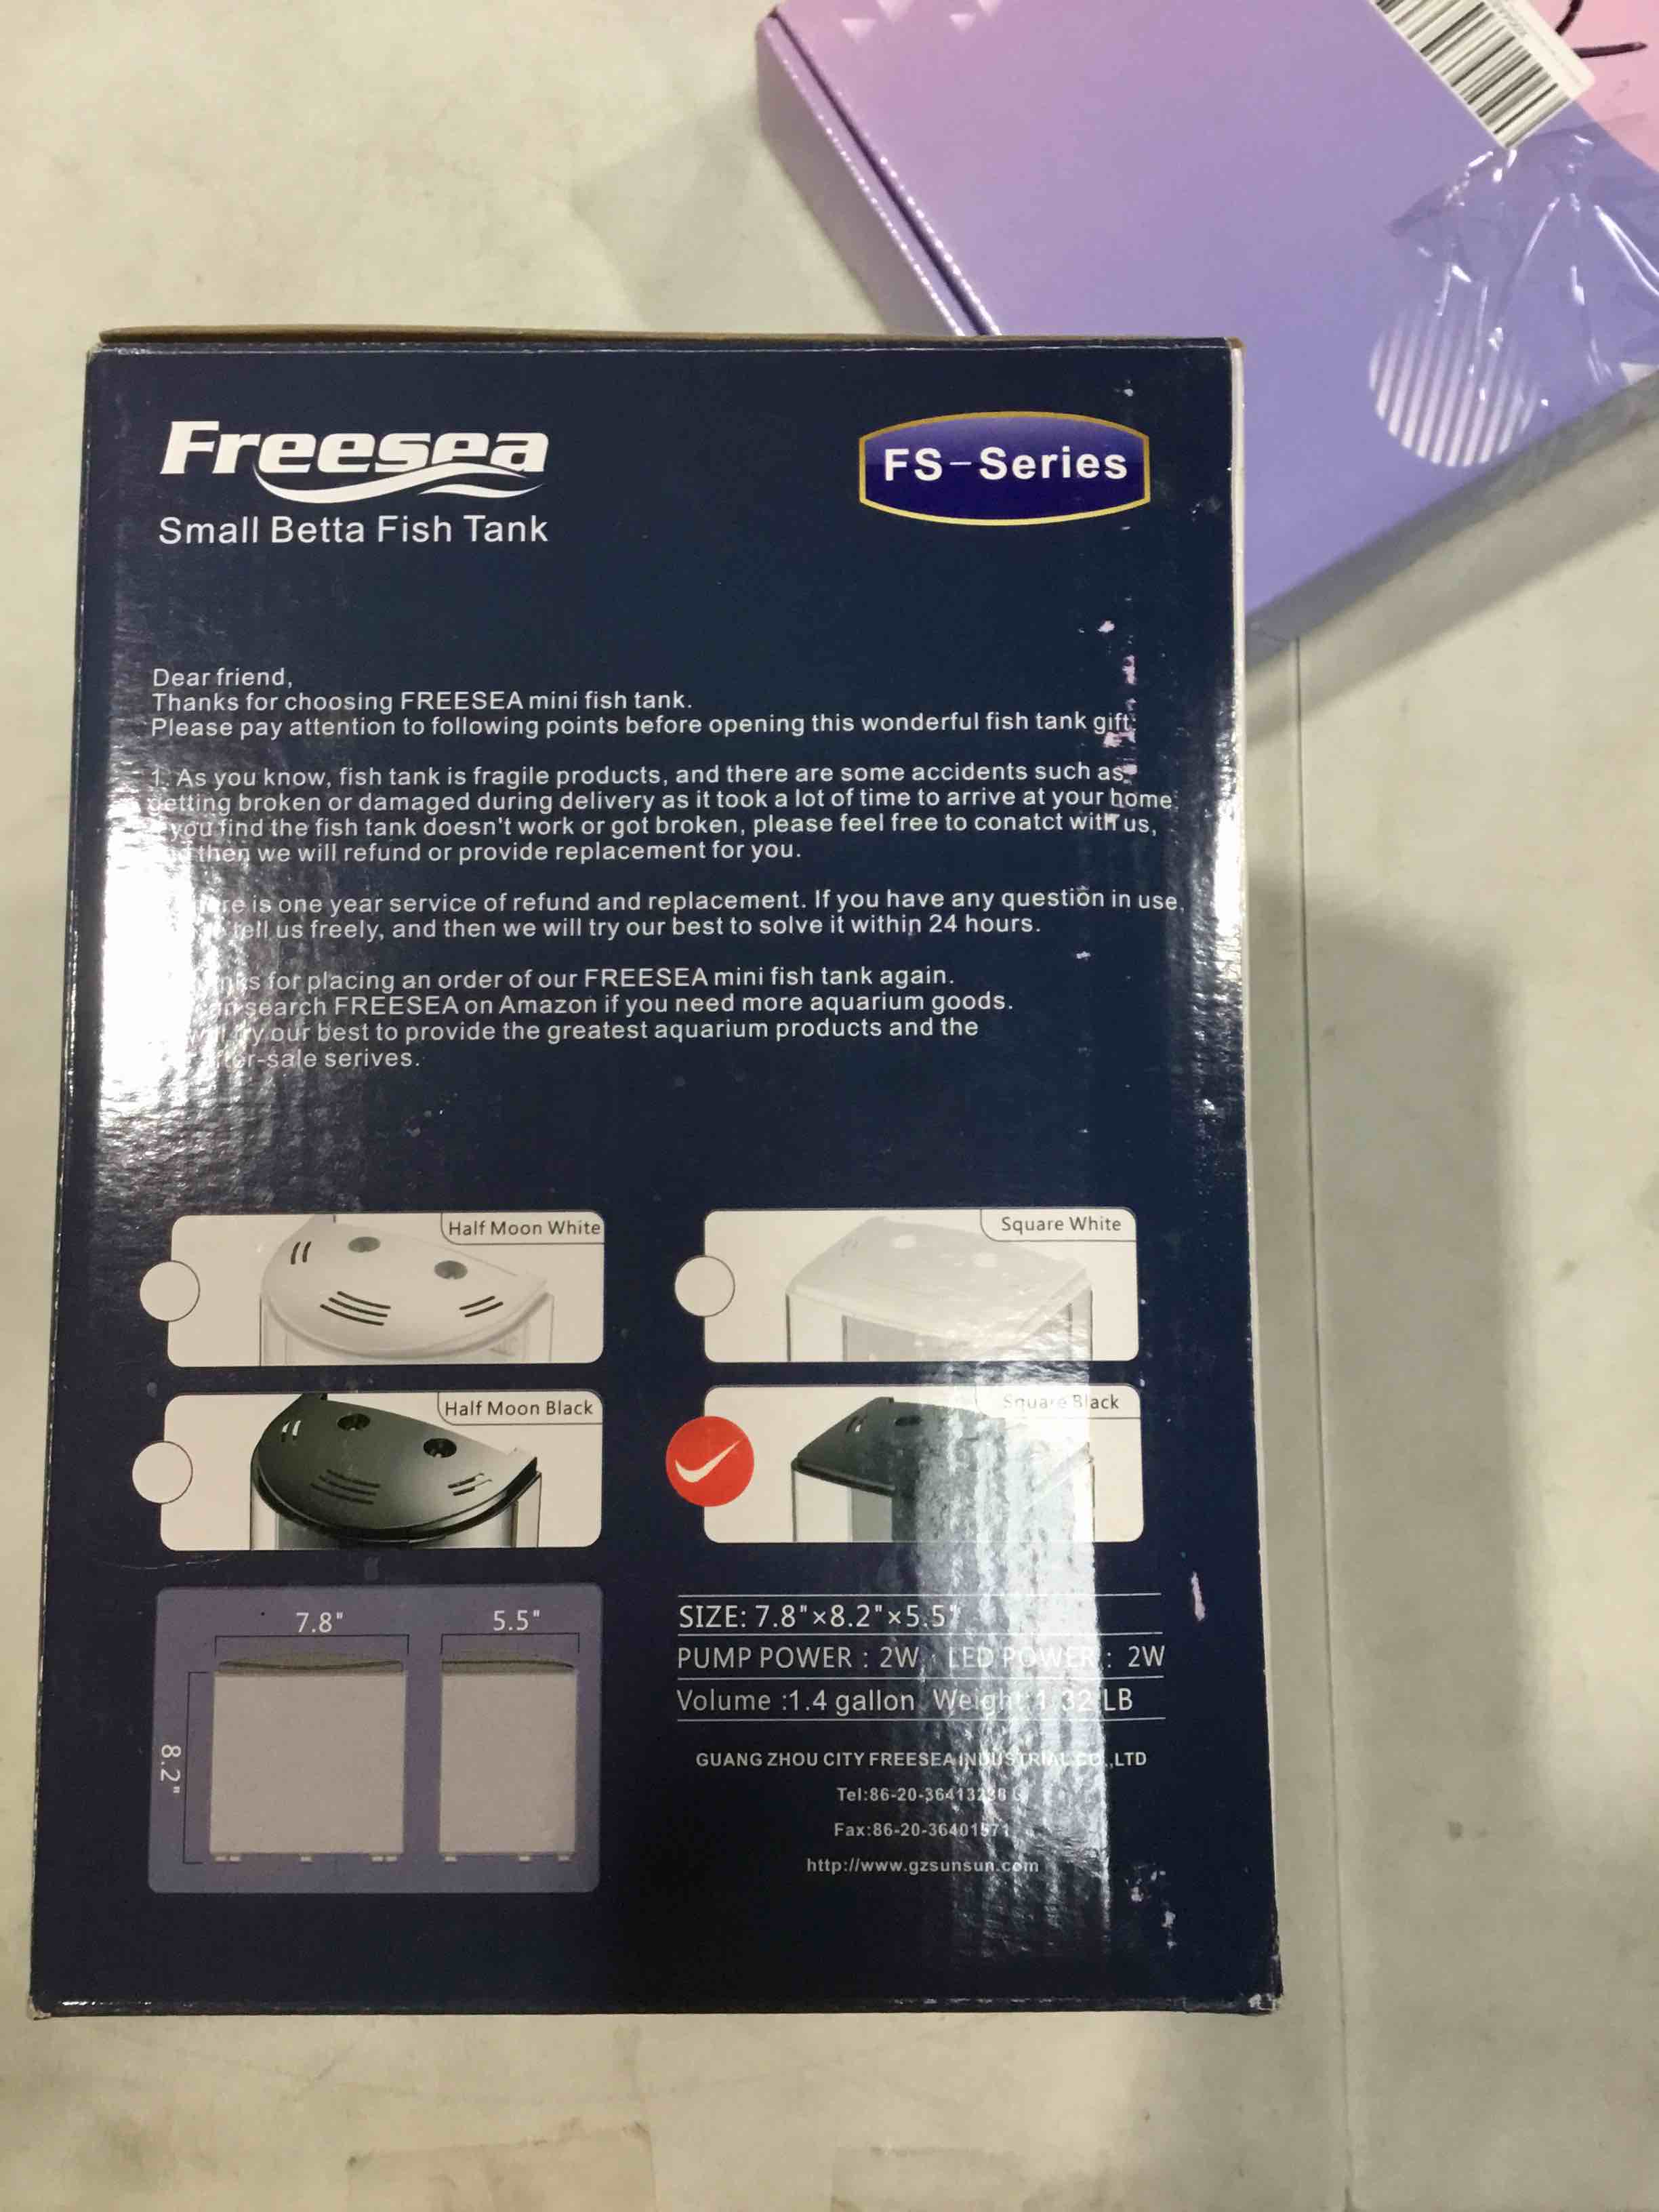 Freesea
FS-Series
Small Betta Fish Tank
Dear friend,
Thanks for choosing FREESEA mini fish tank.
Please pay attention to following points before opening this wonderful fish tank gift:
1. As you know, fish tank is fragile products, and there are some accidents such as
getting broken or damaged during delivery as it took a lot of time to arrive at your home.
you find the fish tank doesn't work or got broken, please feel free to conatct with us,
then we will refund or provide replacement for you.
is one year service of refund and replacement. If you have any question in use,
tell us freely, and then we will try our best to solve it within 24 hours.
for placing an order of our FREESEA mini fish tank again.
search FREESEA on Amazon if you need more aquarium goods.
try our best to provide the greatest aquarium products and the
after-sale serives.
Half Moon White
Square White
Half Moon Black
Square Black
7.8"
5.5"
8.2"
SIZE: 7.8"×8.2"×5.5"
PUMP POWER : 2W LED POWER : 2W
Volume :1.4 gallon Weight:1.32 LB
GUANG ZHOU CITY FREESEA INDUSTRIAL CO.,LTD
Tel:86-20-36413238
Fax:86-20-36401571
http://www.gzsunsun.com